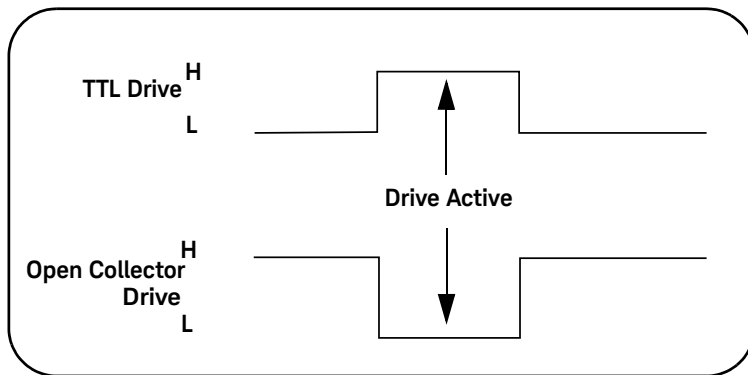 H
TTL Drive
L
Drive Active
H
Open Collector
Drive
L